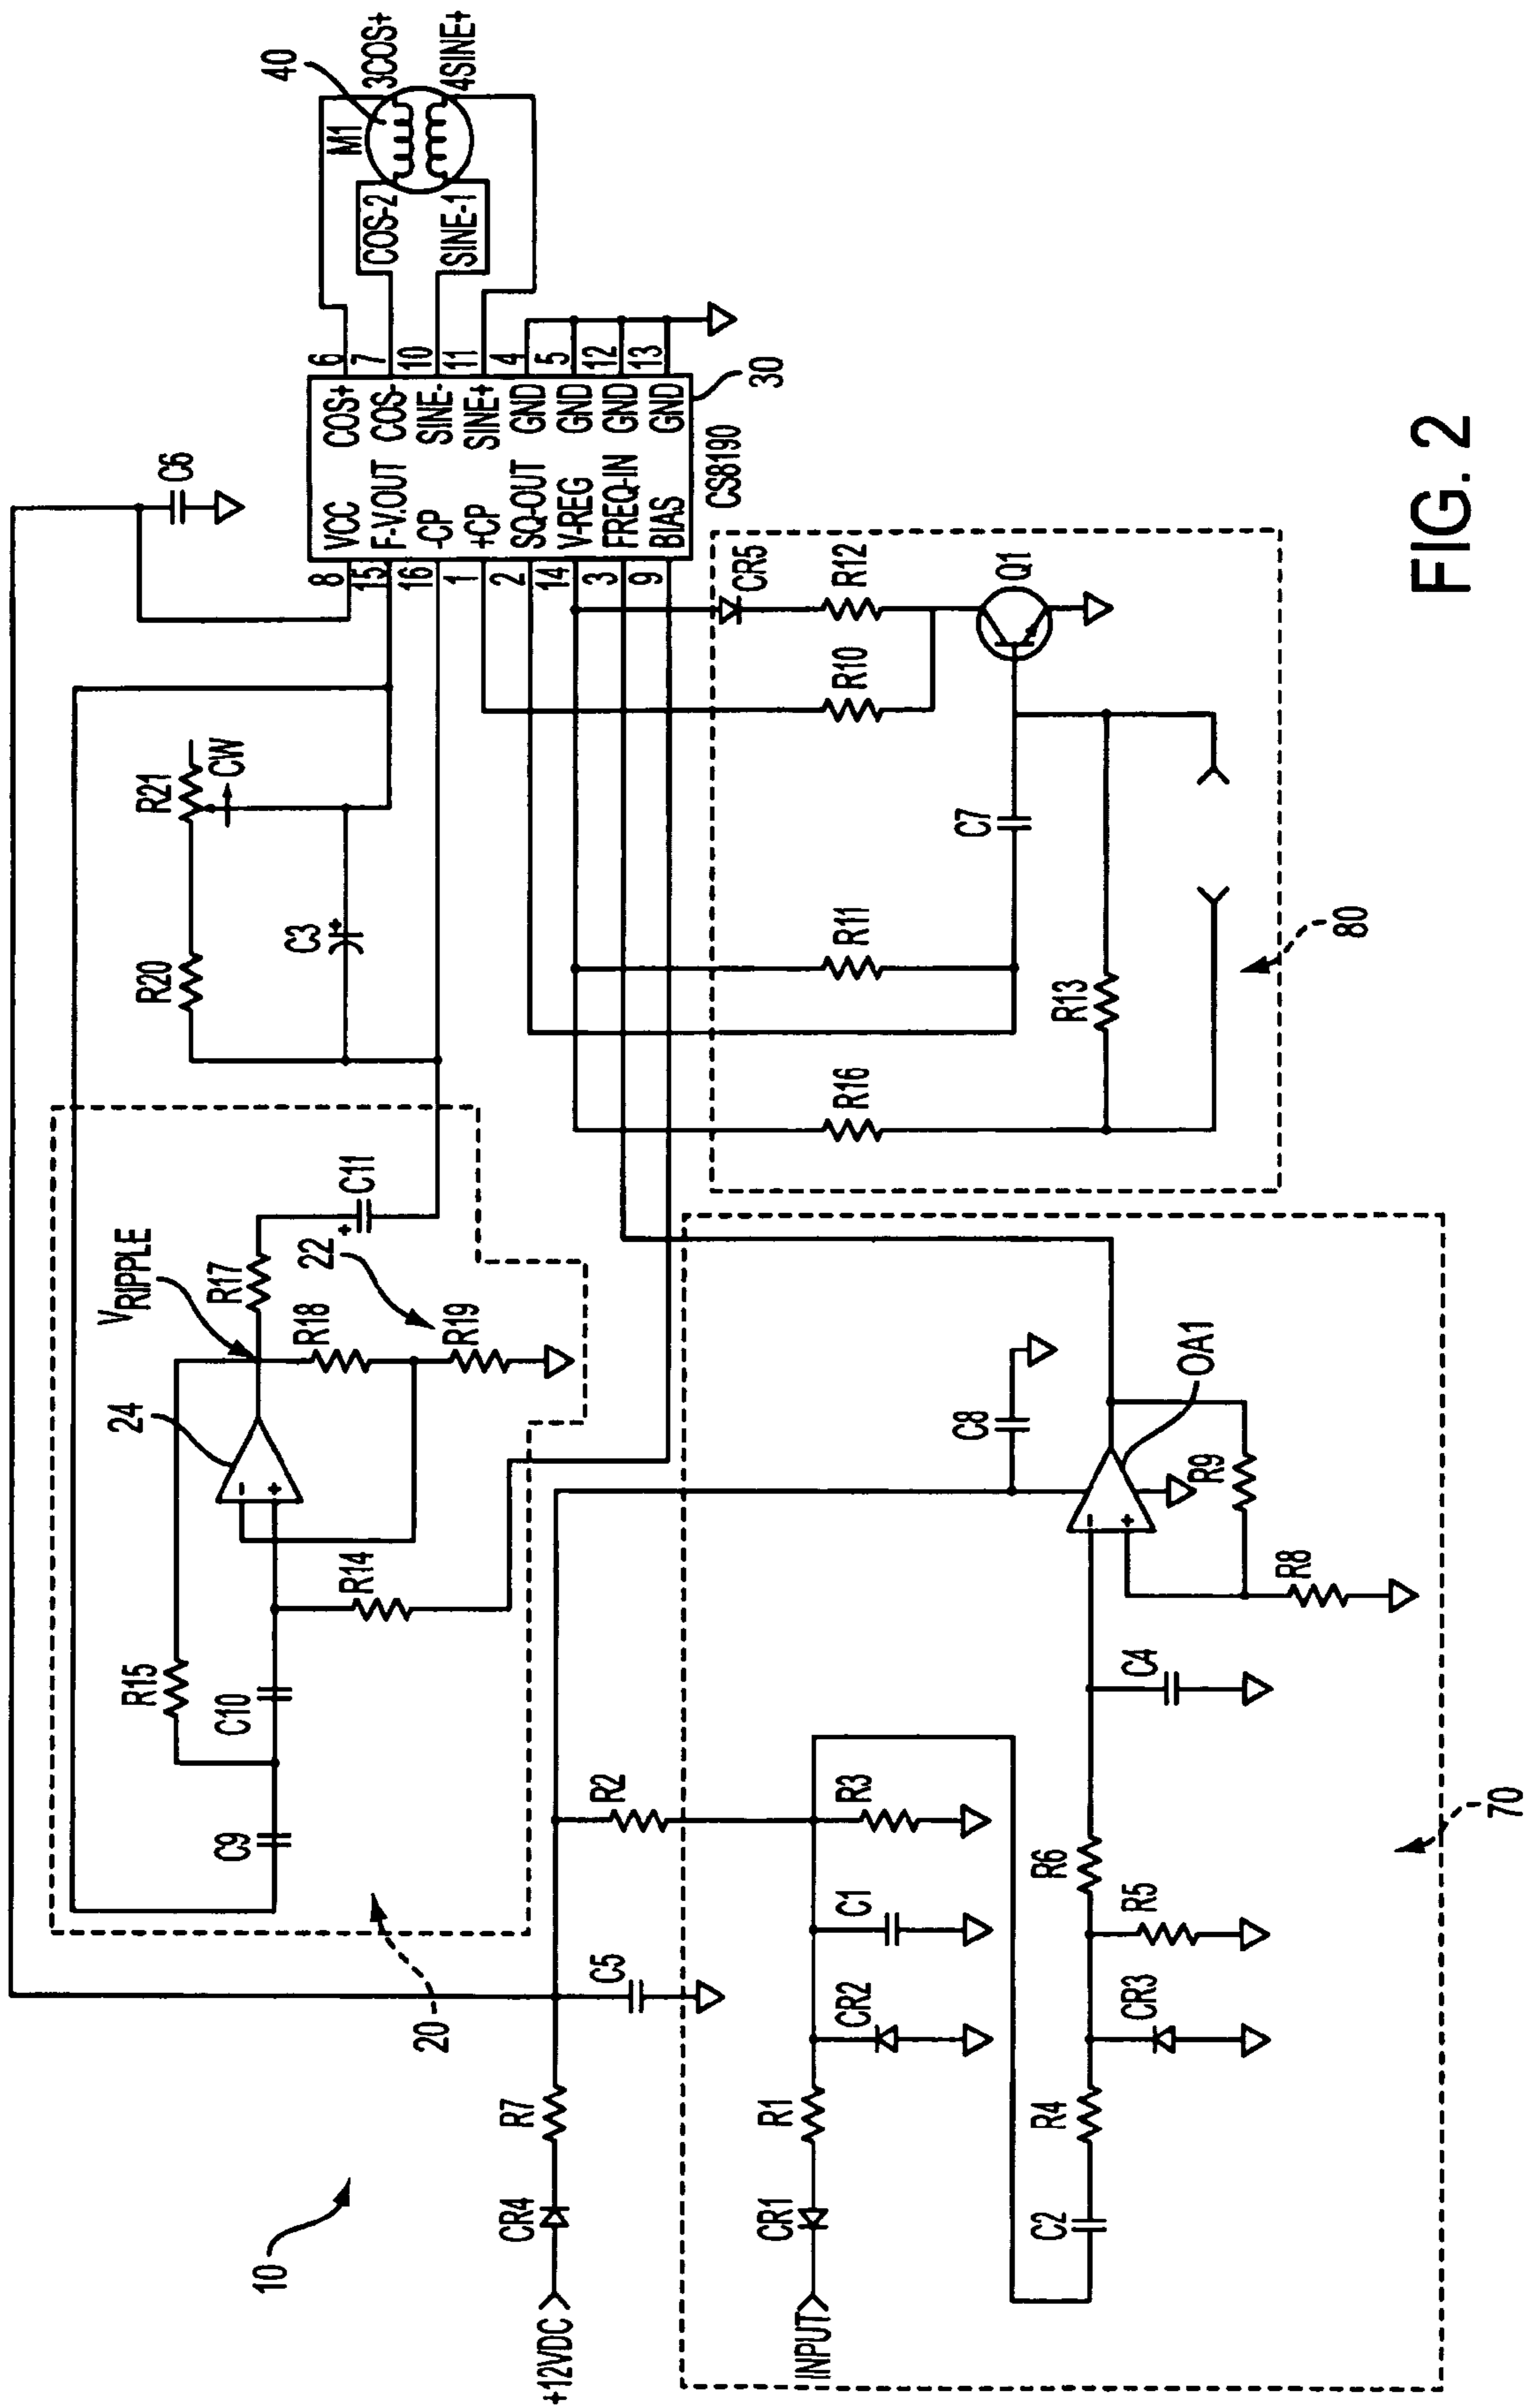 10
+12VDC
CR4
R7
C5
20
C9
C10
R15
R14
24
VRIPPLE
R17
R18
R19
22
C11
R20
R21
CW
C3
C6
8 VCC COS+ 6
15 F-V.OUT COS- 7
16 -CP SINE- 10
1 +CP SINE+ 11
2 SQ-OUT GND 4
14 V-REG GND 5
3 FREQ-IN GND 12
9 BIAS GND 13
CS8190
30
M1
40
COS-2
3COS+
SINE-1
4SINE+
INPUT
CR1
R1
CR2
C1
R2
R3
C2
R4
CR3
R5
R6
C4
C8
OA1
R9
R8
70
R16
R11
R10
R12
CR5
C7
Q1
R13
80
FIG. 2